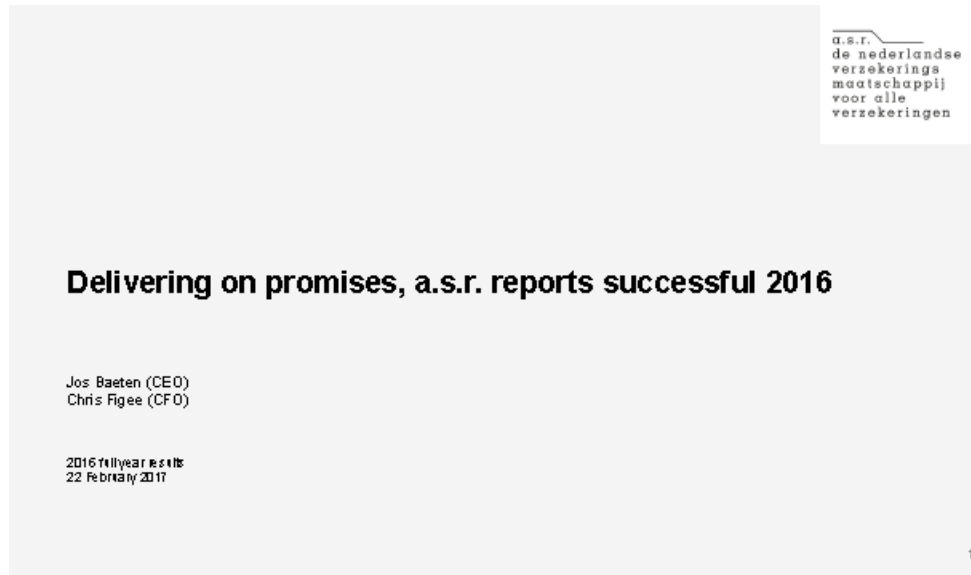 a.s.r.
de nederlandse
verzekerings
maatschappij
voor alle
verzekeringen
Delivering on promises, a.s.r. reports successful 2016
Jos Baeten (CEO)
Chris Figee (CFO)
2016 full year results
22 February 2017
1